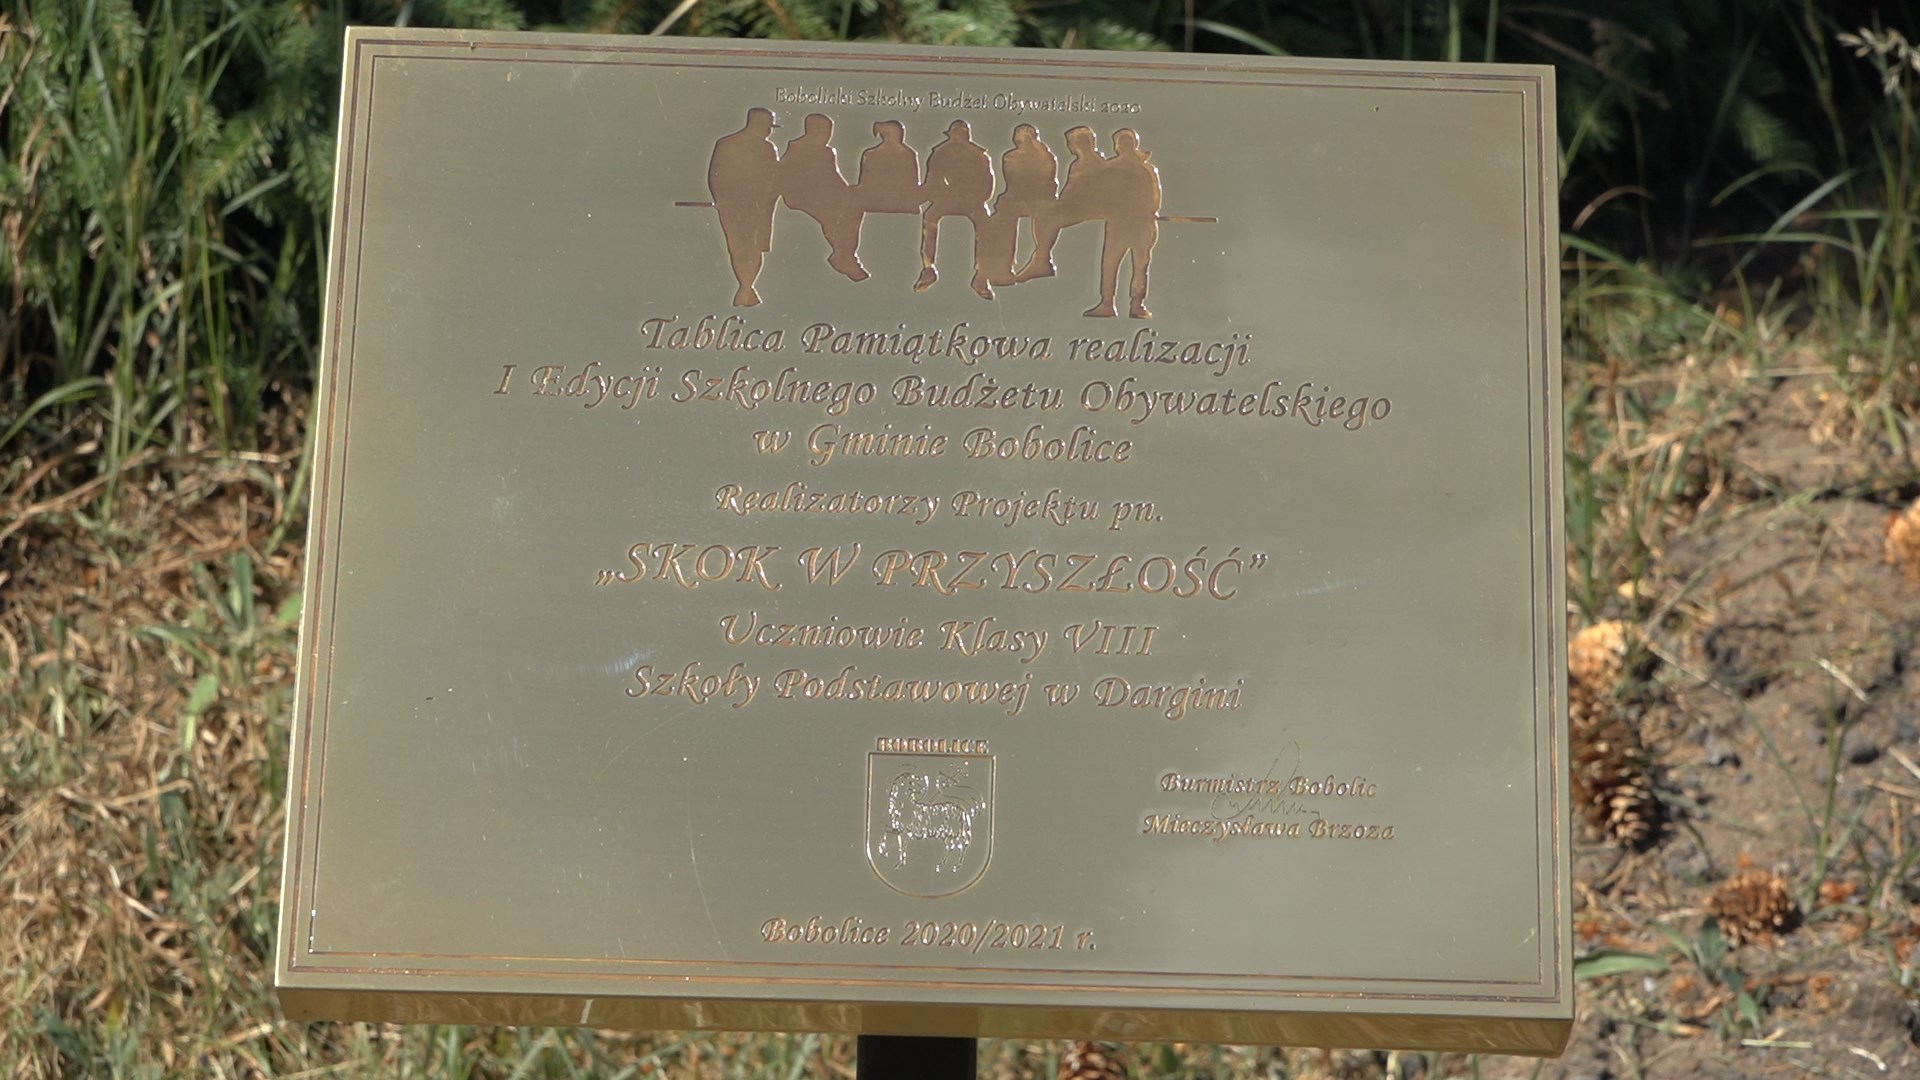 Bobolicki Szkolny Budżet Obywatelski 2020
Tablica Pamiątkowa realizacji
I Edycji Szkolnego Budżetu Obywatelskiego
w Gminie Bobolice
Realizatorzy Projektu pn.
„SKOK W PRZYSZŁOŚĆ”
Uczniowie Klasy VIII
Szkoły Podstawowej w Dargini
BOBOLICE
Burmistrz Bobolic
Mieczysława Brzoza
Bobolice 2020/2021 r.